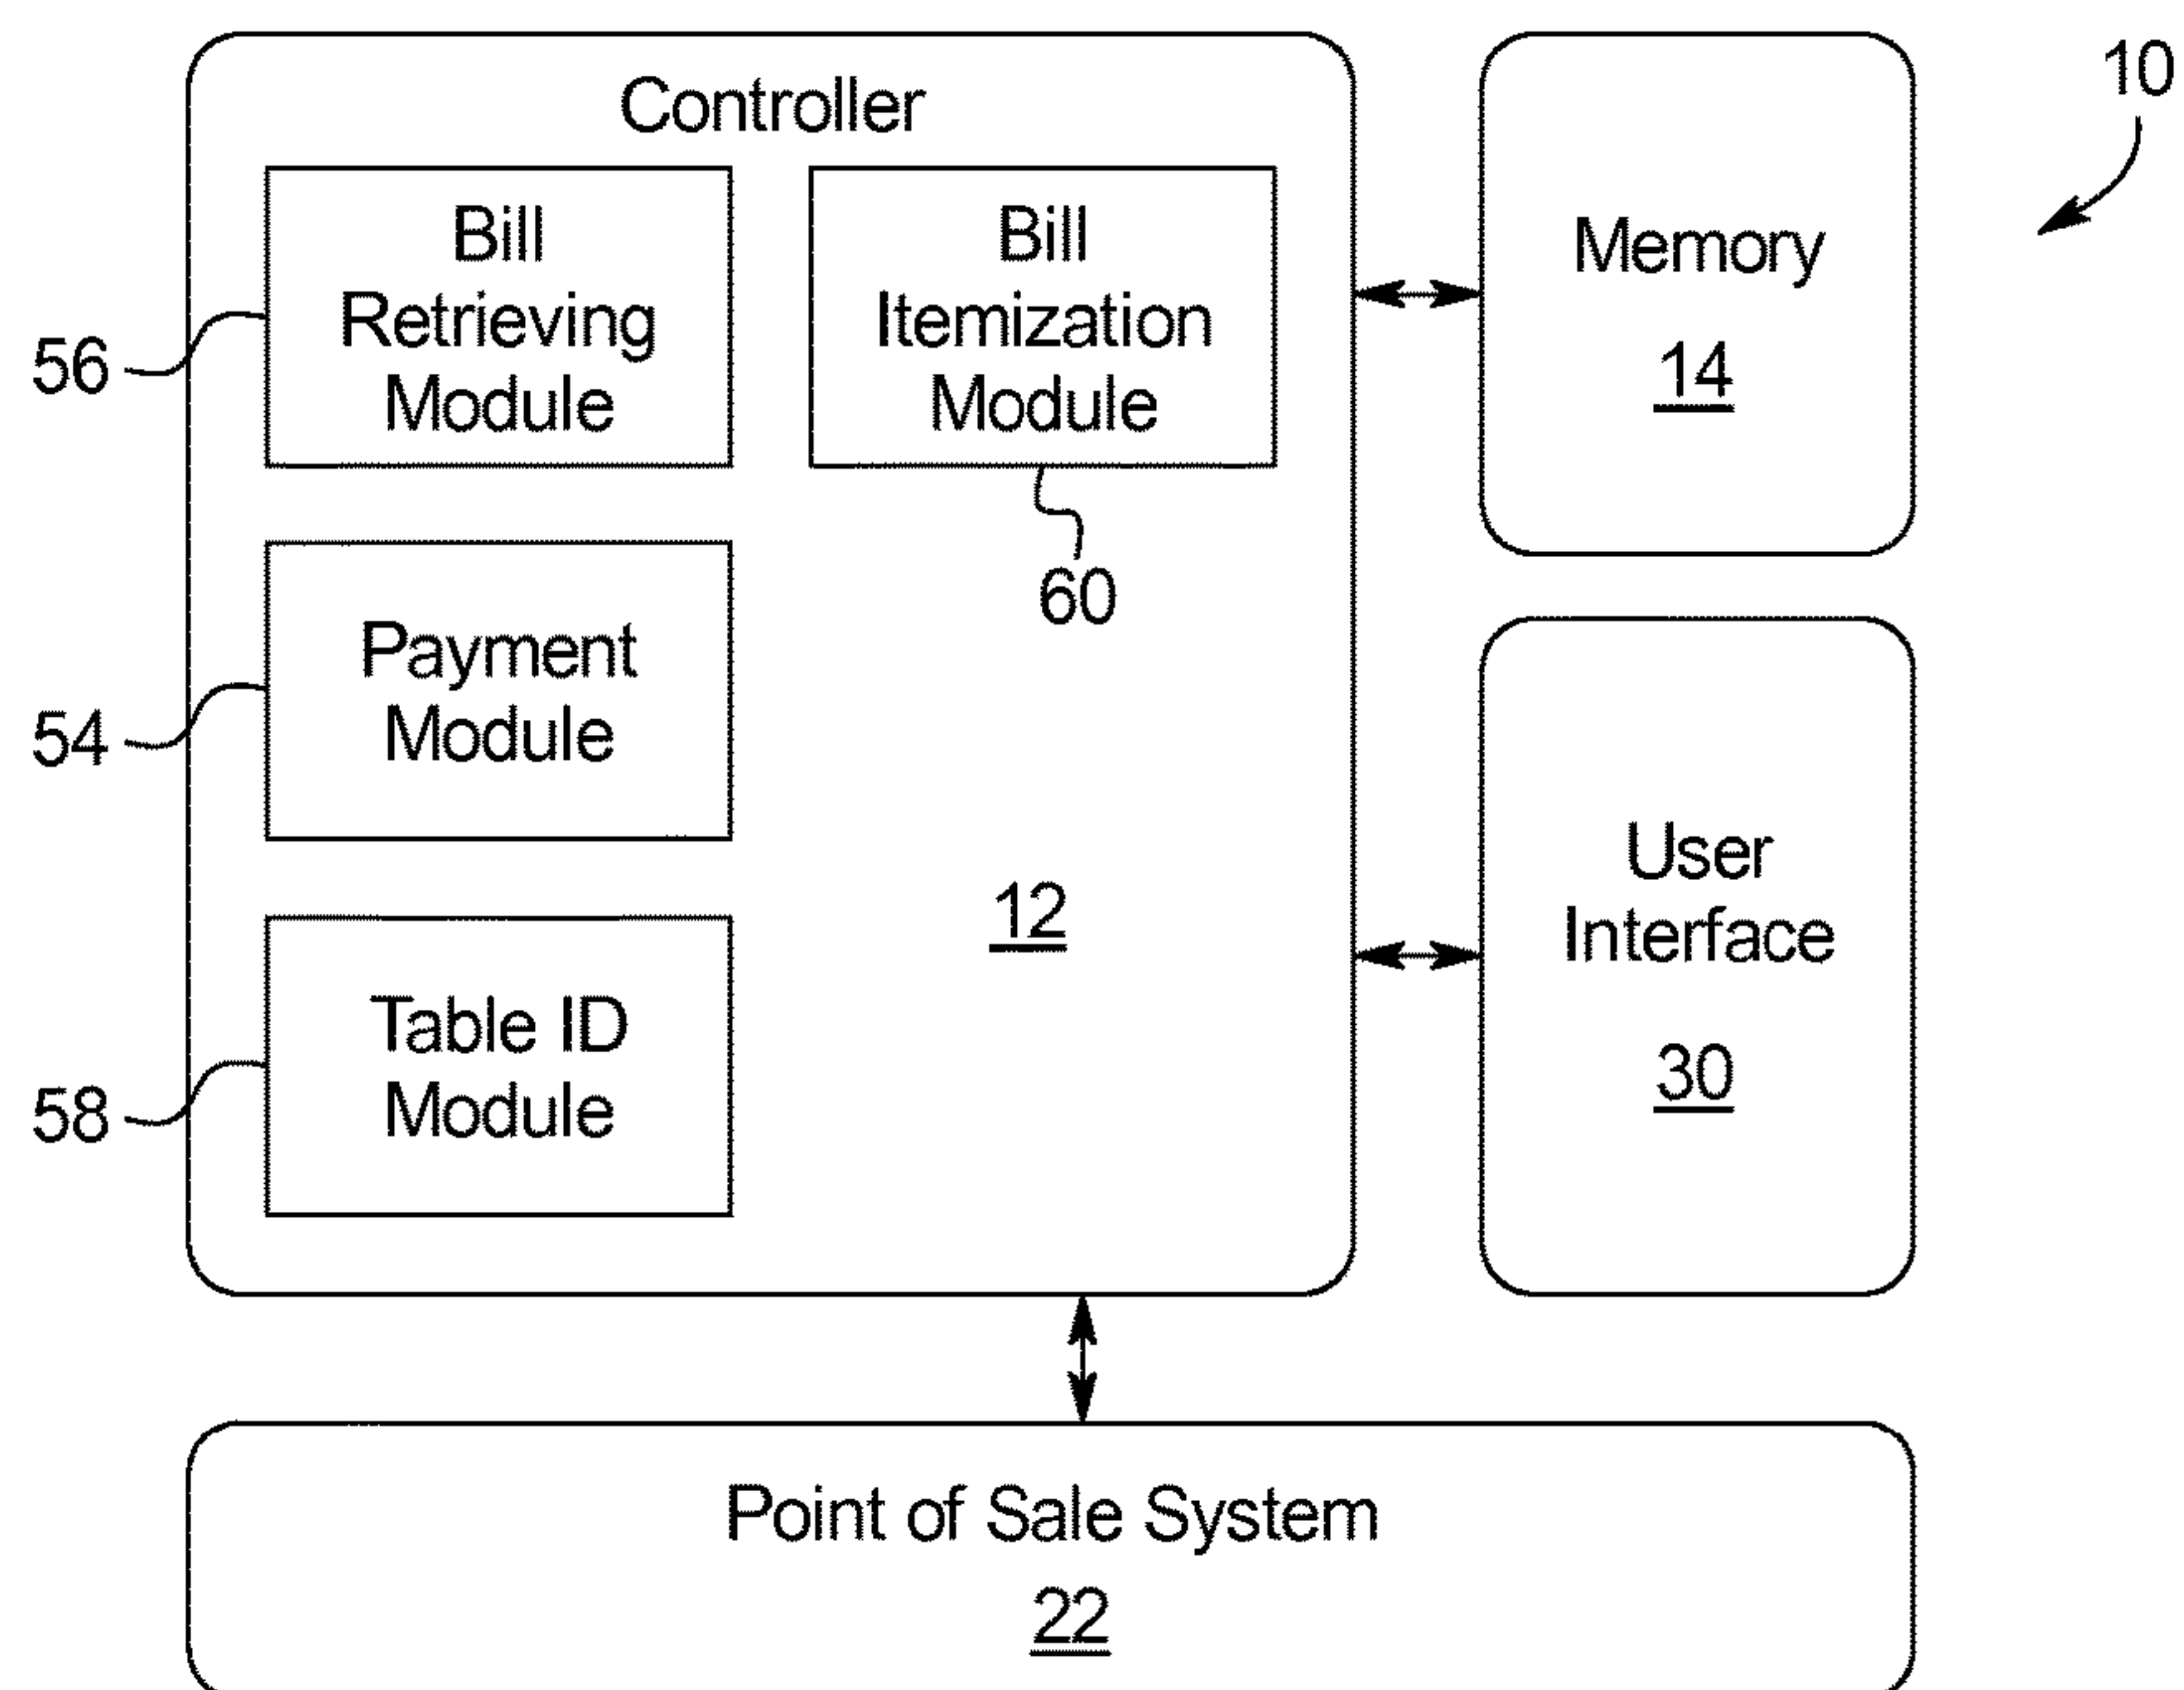 Controller
Bill
Retrieving
Module
56
Bill
Itemization
Module
60
Payment
Module
54
Table ID
Module
58
12
Memory
14
10
User
Interface
30
Point of Sale System
22